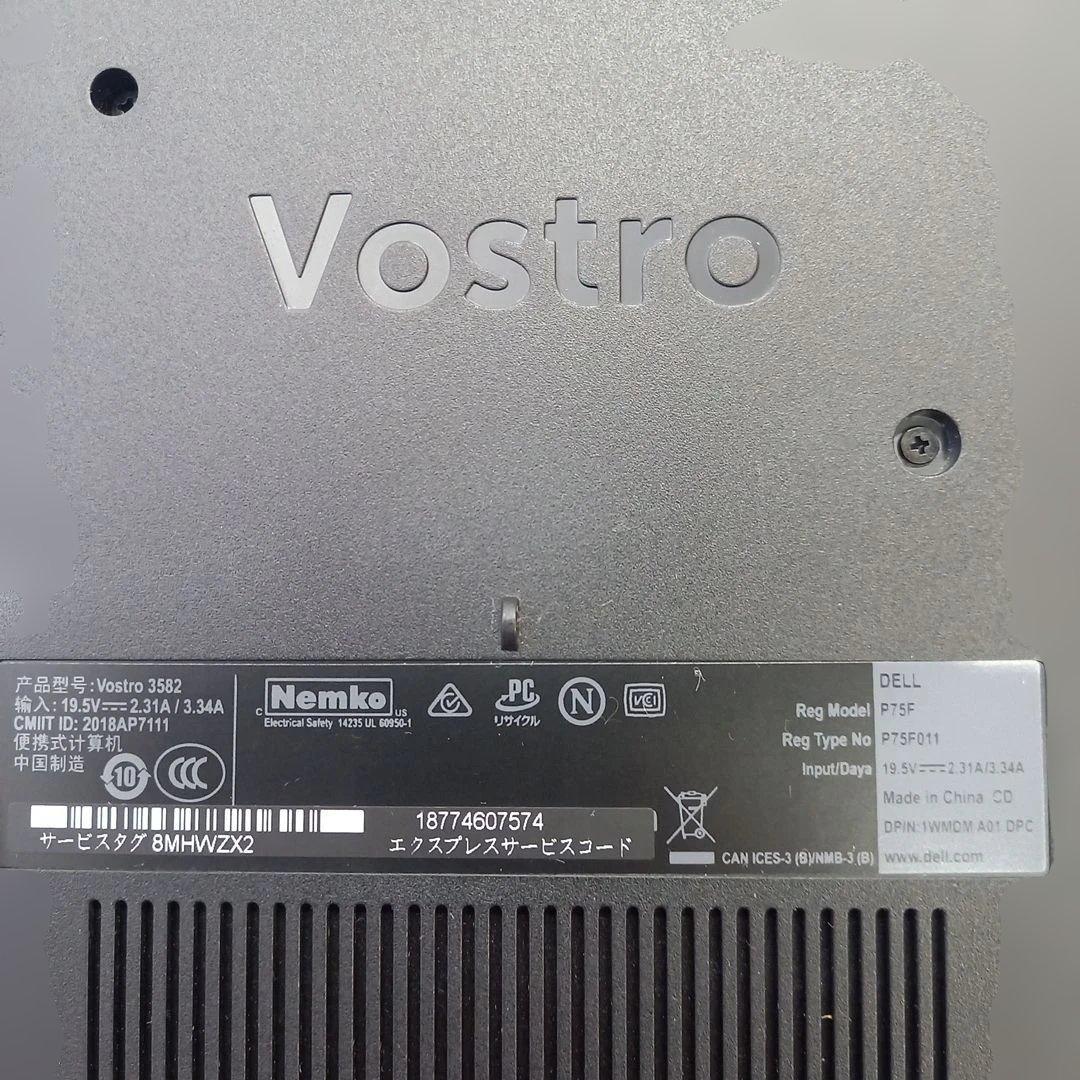 Vostro
产品型号:Vostro 3582
输入: 19.5V⎓2.31A / 3.34A
CMIIT ID: 2018AP7111
便携式计算机
中国制造
10
CCC
C Nemko US
Electrical Safety 14235 UL 60950-1
PC
リサイクル
N
VCI
サービスタグ 8MHWZX2
18774607574
エクスプレスサービスコード
CAN ICES-3 (B)/NMB-3 (B)
Reg Model
Reg Type No
Input/Daya
DELL
P75F
P75F011
19.5V⎓2.31A/3.34A
Made in China CD
DP/N:1WMDM A01 DPC
www.dell.com